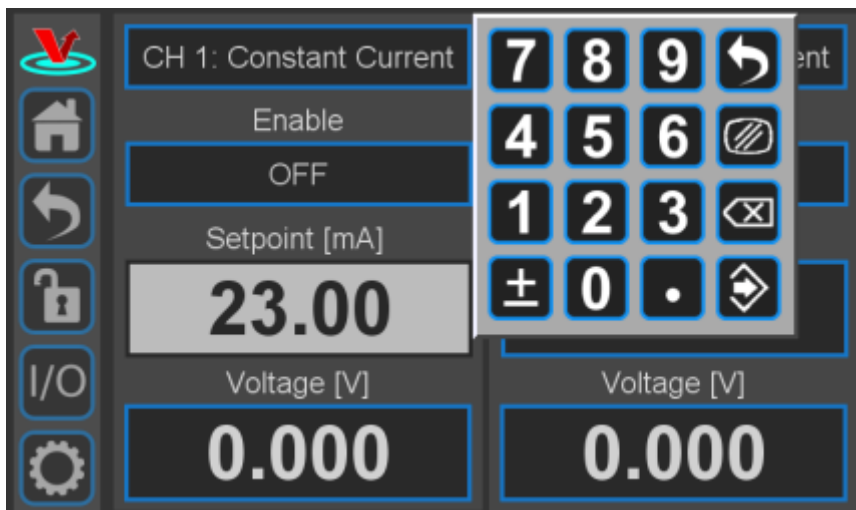 CH 1: Constant Current
ent
7 8 9
Enable
4 5 6
OFF
1 2 3
Setpoint [mA]
± 0 .
23.00
I/O
Voltage [V]
Voltage [V]
0.000
0.000